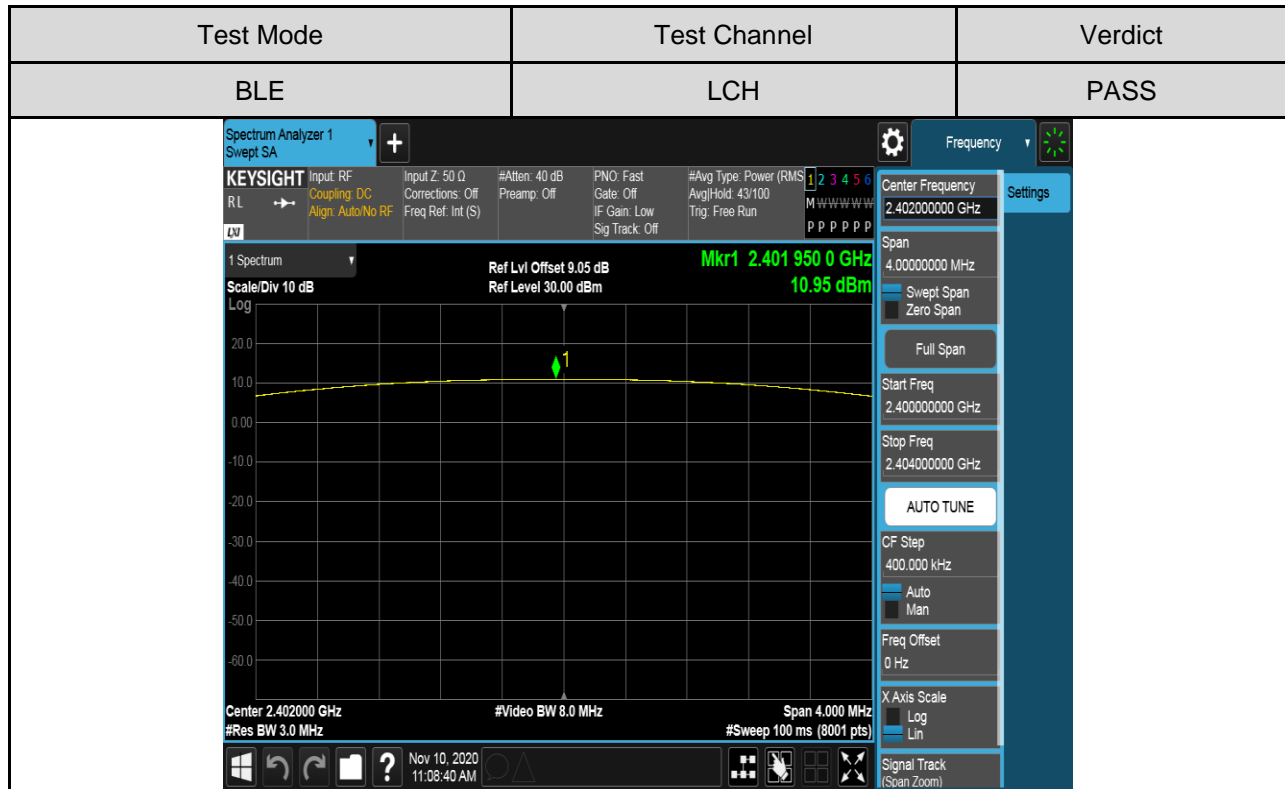 Test Mode Test Channel Verdict
BLE LCH PASS
Spectrum Analyzer 1
Swept SA
+
Frequency
KEYSIGHT
RL
LXI
Input: RF
Coupling: DC
Align: Auto/No RF
Input Z: 50 Ω
Corrections: Off
Freq Ref: Int (S)
#Atten: 40 dB
Preamp: Off
PNO: Fast
Gate: Off
IF Gain: Low
Sig Track: Off
#Avg Type: Power (RMS
Avg|Hold: 43/100
Trig: Free Run
1 2 3 4 5 6
M W W W W W
P P P P P P
1 Spectrum
Scale/Div 10 dB
Ref Lvl Offset 9.05 dB
Ref Level 30.00 dBm
Mkr1 2.401 950 0 GHz
10.95 dBm
Log
20.0
10.0
0.00
-10.0
-20.0
-30.0
-40.0
-50.0
-60.0
1
Center 2.402000 GHz
#Res BW 3.0 MHz
#Video BW 8.0 MHz
Span 4.000 MHz
#Sweep 100 ms (8001 pts)
?
Nov 10, 2020
11:08:40 AM
Center Frequency
2.402000000 GHz
Span
4.00000000 MHz
Swept Span
Zero Span
Full Span
Start Freq
2.400000000 GHz
Stop Freq
2.404000000 GHz
AUTO TUNE
CF Step
400.000 kHz
Auto
Man
Freq Offset
0 Hz
X Axis Scale
Log
Lin
Signal Track
(Span Zoom)
Settings